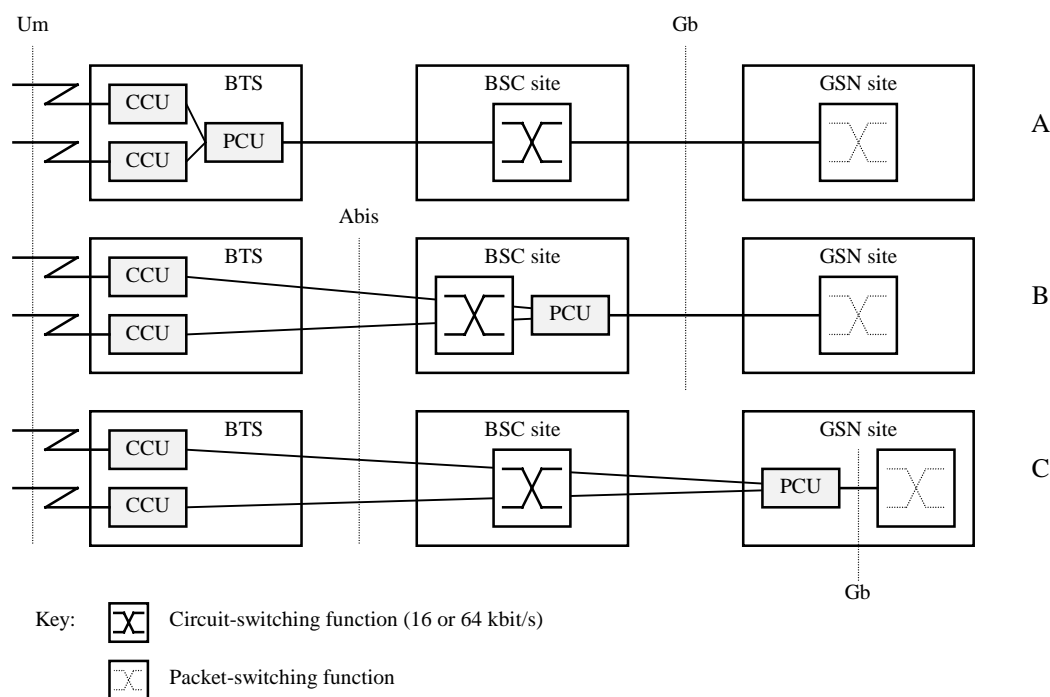 Um
Gb
BTS
BSC site
GSN site
CCU
CCU
PCU
A
Abis
BTS
BSC site
GSN site
CCU
CCU
PCU
B
BTS
BSC site
GSN site
CCU
CCU
PCU
C
Gb
Key:
Circuit-switching function (16 or 64 kbit/s)
Packet-switching function